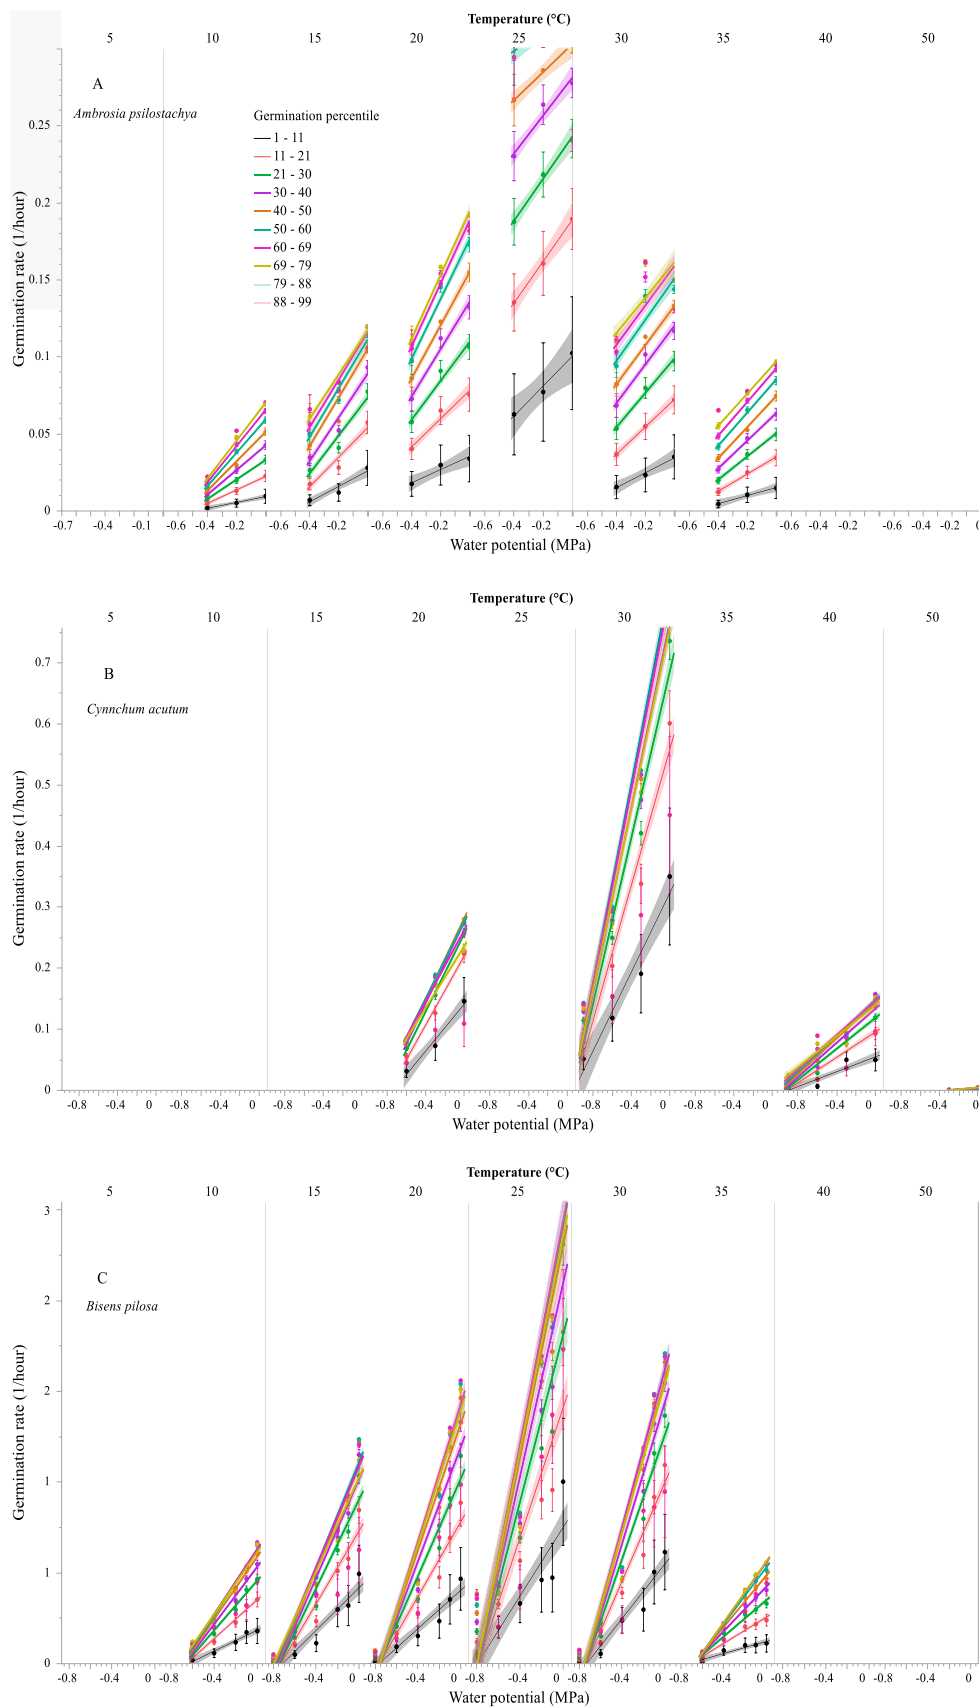 Temperature (°C)
5 10 15 20 25 30 35 40 50
A
Ambrosia psilostachya
Germination percentile
1 - 11
11 - 21
21 - 30
30 - 40
40 - 50
50 - 60
60 - 69
69 - 79
79 - 88
88 - 99
Germination rate (1/hour)
0.25
0.2
0.15
0.1
0.05
0
-0.7 -0.4 -0.1 -0.6 -0.4 -0.2 -0.6 -0.4 -0.2 -0.6 -0.4 -0.2 -0.6 -0.4 -0.2 -0.6 -0.4 -0.2 -0.6 -0.4 -0.2 -0.6 -0.4 -0.2 -0.6 -0.4 -0.2 0
Water potential (MPa)
Temperature (°C)
5 10 15 20 25 30 35 40 50
B
Cynnchum acutum
Germination rate (1/hour)
0.7
0.6
0.5
0.4
0.3
0.2
0.1
0
-0.8 -0.4 0 -0.8 -0.4 0 -0.8 -0.4 0 -0.8 -0.4 0 -0.8 -0.4 0 -0.8 -0.4 0 -0.8 -0.4 0 -0.8 -0.4 0 -0.8 -0.4 0
Water potential (MPa)
Temperature (°C)
5 10 15 20 25 30 35 40 50
C
Bisens pilosa
Germination rate (1/hour)
3
2
2
1
1
0
-0.8 -0.4 0 -0.8 -0.4 0 -0.8 -0.4 0 -0.8 -0.4 0 -0.8 -0.4 0 -0.8 -0.4 0 -0.8 -0.4 0 -0.8 -0.4 0 -0.8 -0.4 0
Water potential (MPa)